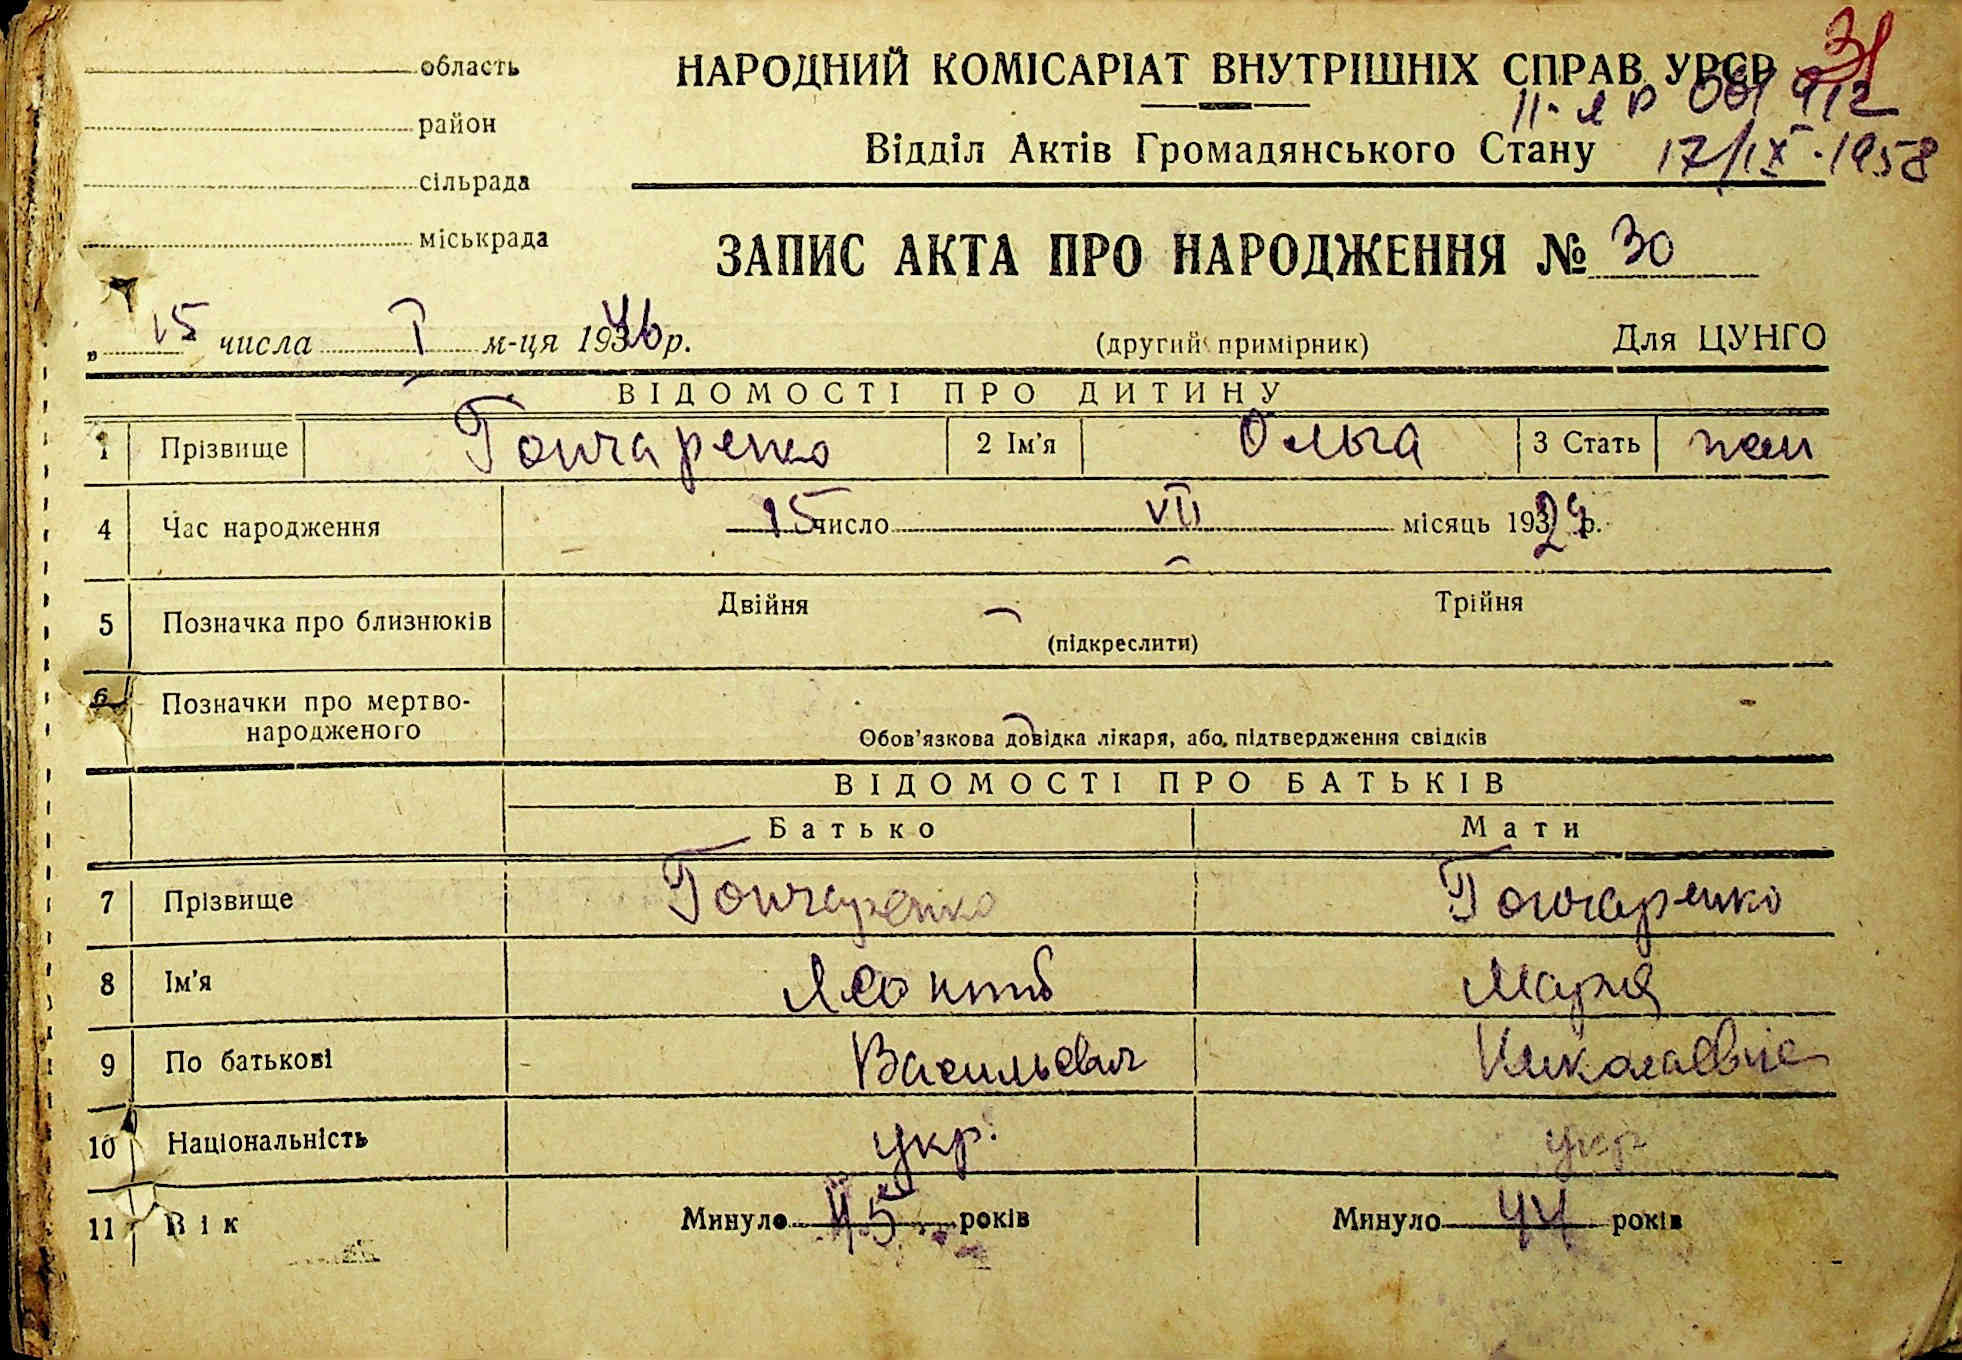 область
район
сільрада
міськрада
НАРОДНИЙ КОМІСАРІАТ ВНУТРІШНІХ СПРАВ УРСР 31
II-ЯР 001912
Відділ Актів Громадянського Стану 17/IX-1958
ЗАПИС АКТА ПРО НАРОДЖЕННЯ № 30
„ 15 числа I м-ця 1946 р. (другий примірник) Для ЦУНГО
ВІДОМОСТІ ПРО ДИТИНУ
1 Прізвище Гончаренко 2 Ім'я Ольга 3 Стать жен
4 Час народження 15 число VII місяць 1929 р.
5 Позначка про близнюків Двійня Трійня
(підкреслити)
6 Позначки про мертво-
народженого
Обов'язкова довідка лікаря, або, підтвердження свідків
ВІДОМОСТІ ПРО БАТЬКІВ
Батько Мати
7 Прізвище Гончаренко Гончаренко
8 Ім'я Мария
9 По батькові Васильевич Николаевна
10 Національність укр. укр
11 Вік Минуло 45 років Минуло 44 років